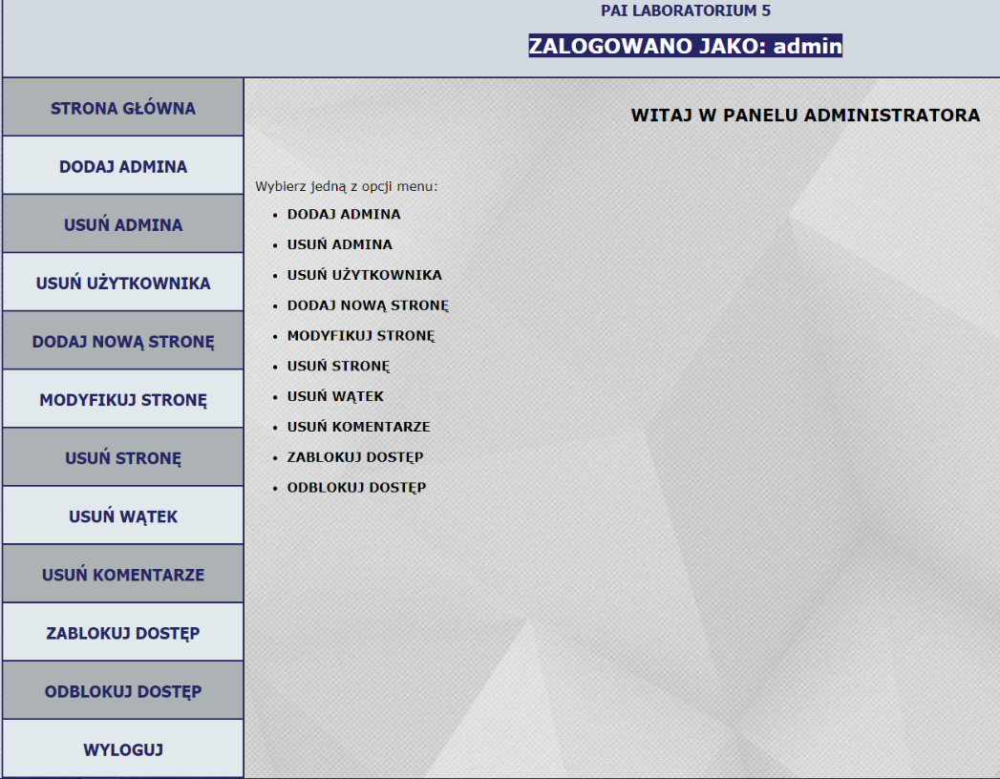 PAI LABORATORIUM 5
ZALOGOWANO JAKO: admin
STRONA GŁÓWNA
DODAJ ADMINA
USUŃ ADMINA
USUŃ UŻYTKOWNIKA
DODAJ NOWĄ STRONĘ
MODYFIKUJ STRONĘ
USUŃ STRONĘ
USUŃ WĄTEK
USUŃ KOMENTARZE
ZABLOKUJ DOSTĘP
ODBLOKUJ DOSTĘP
WYLOGUJ
WITAJ W PANELU ADMINISTRATORA
Wybierz jedną z opcji menu:
• DODAJ ADMINA
• USUŃ ADMINA
• USUŃ UŻYTKOWNIKA
• DODAJ NOWĄ STRONĘ
• MODYFIKUJ STRONĘ
• USUŃ STRONĘ
• USUŃ WĄTEK
• USUŃ KOMENTARZE
• ZABLOKUJ DOSTĘP
• ODBLOKUJ DOSTĘP